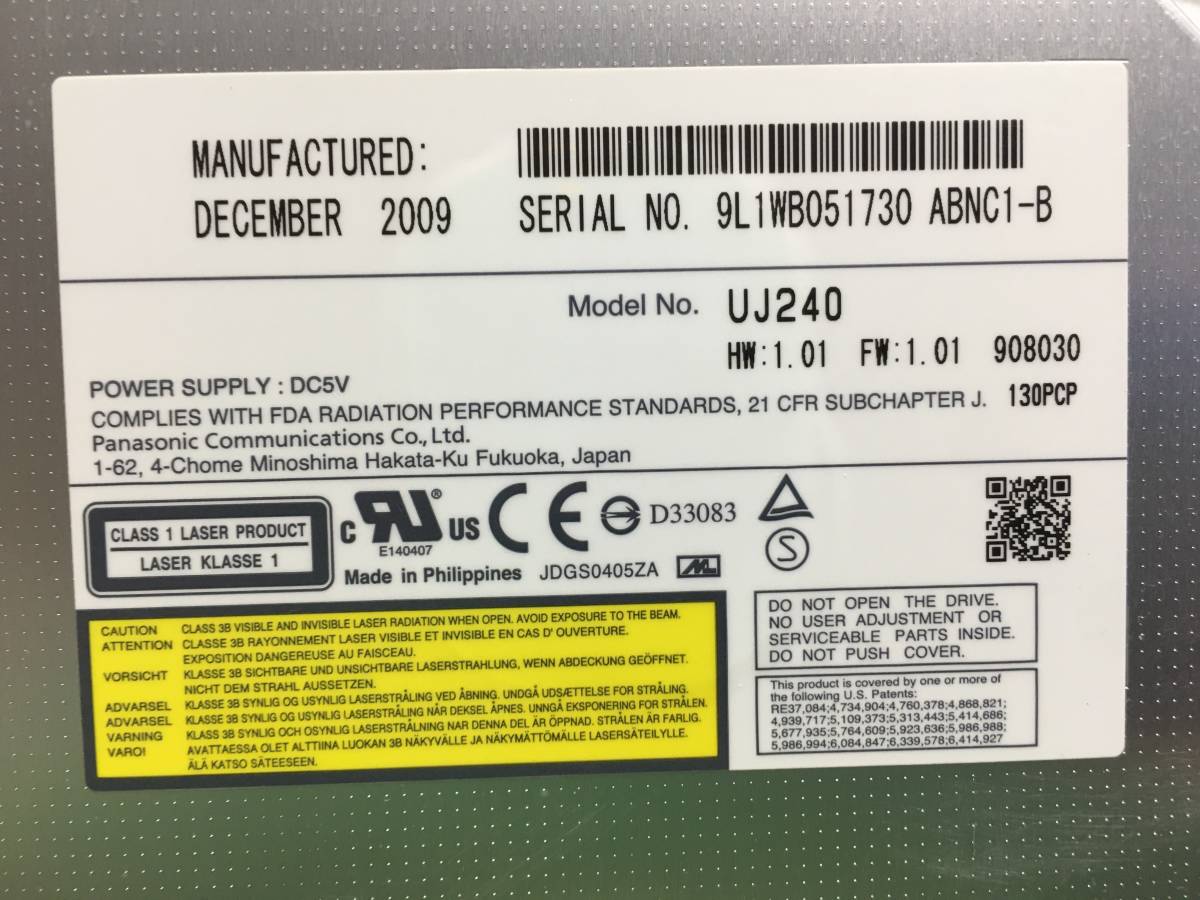 MANUFACTURED:
DECEMBER 2009 SERIAL NO. 9L1WB051730 ABNC1-B
Model No. UJ240
HW:1.01 FW:1.01 908030
POWER SUPPLY : DC5V
COMPLIES WITH FDA RADIATION PERFORMANCE STANDARDS, 21 CFR SUBCHAPTER J. 130PCP
Panasonic Communications Co., Ltd.
1-62, 4-Chome Minoshima Hakata-Ku Fukuoka, Japan
CLASS 1 LASER PRODUCT
LASER KLASSE 1
c RU® US CE D33083
E140407
S
Made in Philippines JDGS0405ZA ML
CAUTION CLASS 3B VISIBLE AND INVISIBLE LASER RADIATION WHEN OPEN. AVOID EXPOSURE TO THE BEAM.
ATTENTION CLASSE 3B RAYONNEMENT LASER VISIBLE ET INVISIBLE EN CAS D' OUVERTURE.
EXPOSITION DANGEREUSE AU FAISCEAU.
VORSICHT KLASSE 3B SICHTBARE UND UNSICHTBARE LASERSTRAHLUNG, WENN ABDECKUNG GEÖFFNET.
NICHT DEM STRAHL AUSSETZEN.
ADVARSEL KLASSE 3B SYNLIG OG USYNLIG LASERSTRÅLING VED ÅBNING. UNDGÅ UDSÆTTELSE FOR STRÅLING.
ADVARSEL KLASSE 3B SYNLIG OG USYNLIG LASERSTRÅLING NÅR DEKSEL ÅPNES. UNNGÅ EKSPONERING FOR STRÅLEN.
VARNING KLASS 3B SYNLIG OCH OSYNLIG LASERSTRÅLNING NÄR DENNA DEL ÄR ÖPPNAD. STRÅLEN ÄR FARLIG.
VARO! AVATTAESSA OLET ALTTIINA LUOKAN 3B NÄKYVÄLLE JA NÄKYMÄTTÖMÄLLE LASERSÄTEILYLLE.
ÄLÄ KATSO SÄTEESEEN.
DO NOT OPEN THE DRIVE.
NO USER ADJUSTMENT OR
SERVICEABLE PARTS INSIDE.
DO NOT PUSH COVER.
This product is covered by one or more of
the following U.S. Patents:
RE37,084;4,734,904;4,760,378;4,868,821;
4,939,717;5,109,373;5,313,443;5,414,686;
5,677,935;5,764,609;5,923,636;5,986,988;
5,986,994;6,084,847;6,339,578;6,414,927